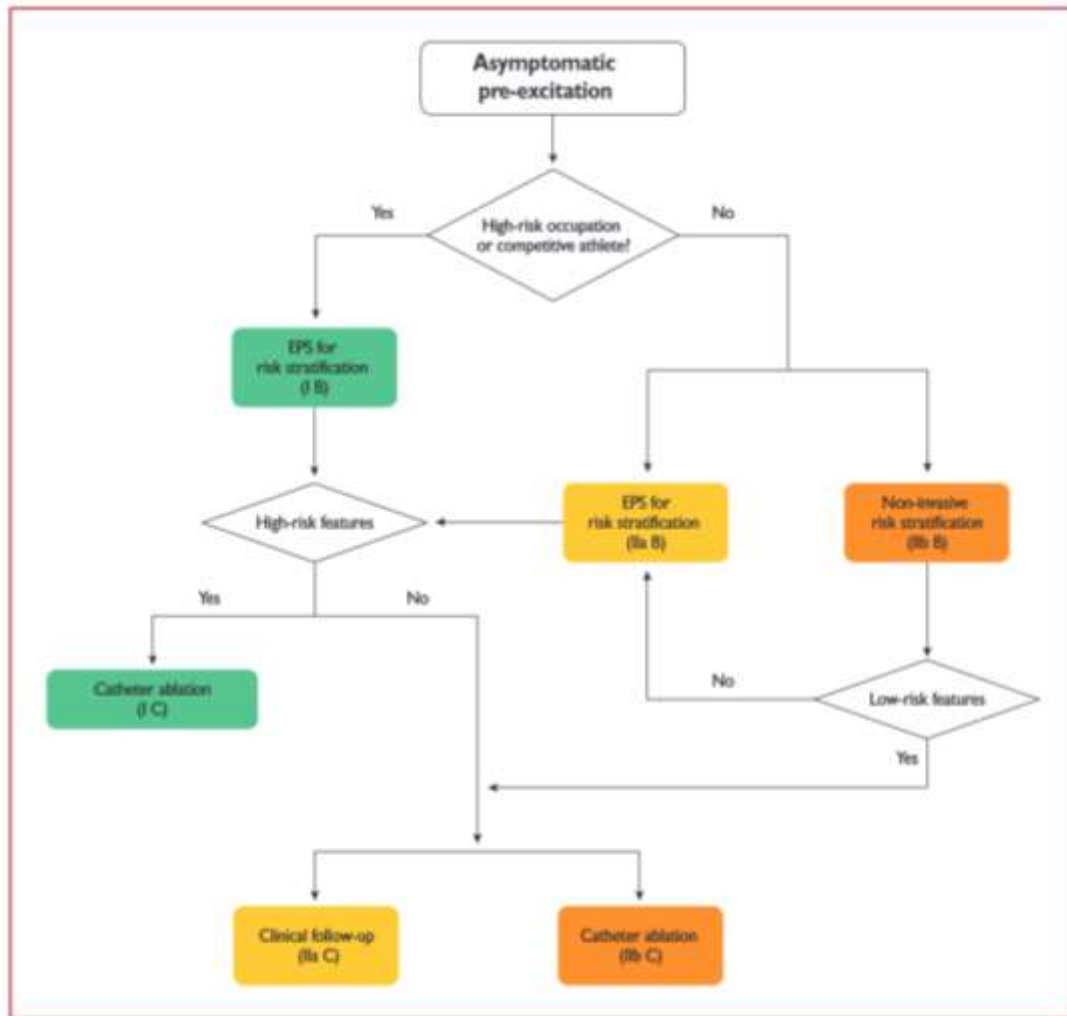 Asymptomatic
pre-excitation
Yes
No
High-risk occupation
or competitive athlete?
EPS for
risk stratification
(I B)
High-risk features
EPS for
risk stratification
(IIa B)
Non-invasive
risk stratification
(IIb B)
Yes
No
Catheter ablation
(I C)
No
Low-risk features
Yes
Clinical follow-up
(IIa C)
Catheter ablation
(IIb C)